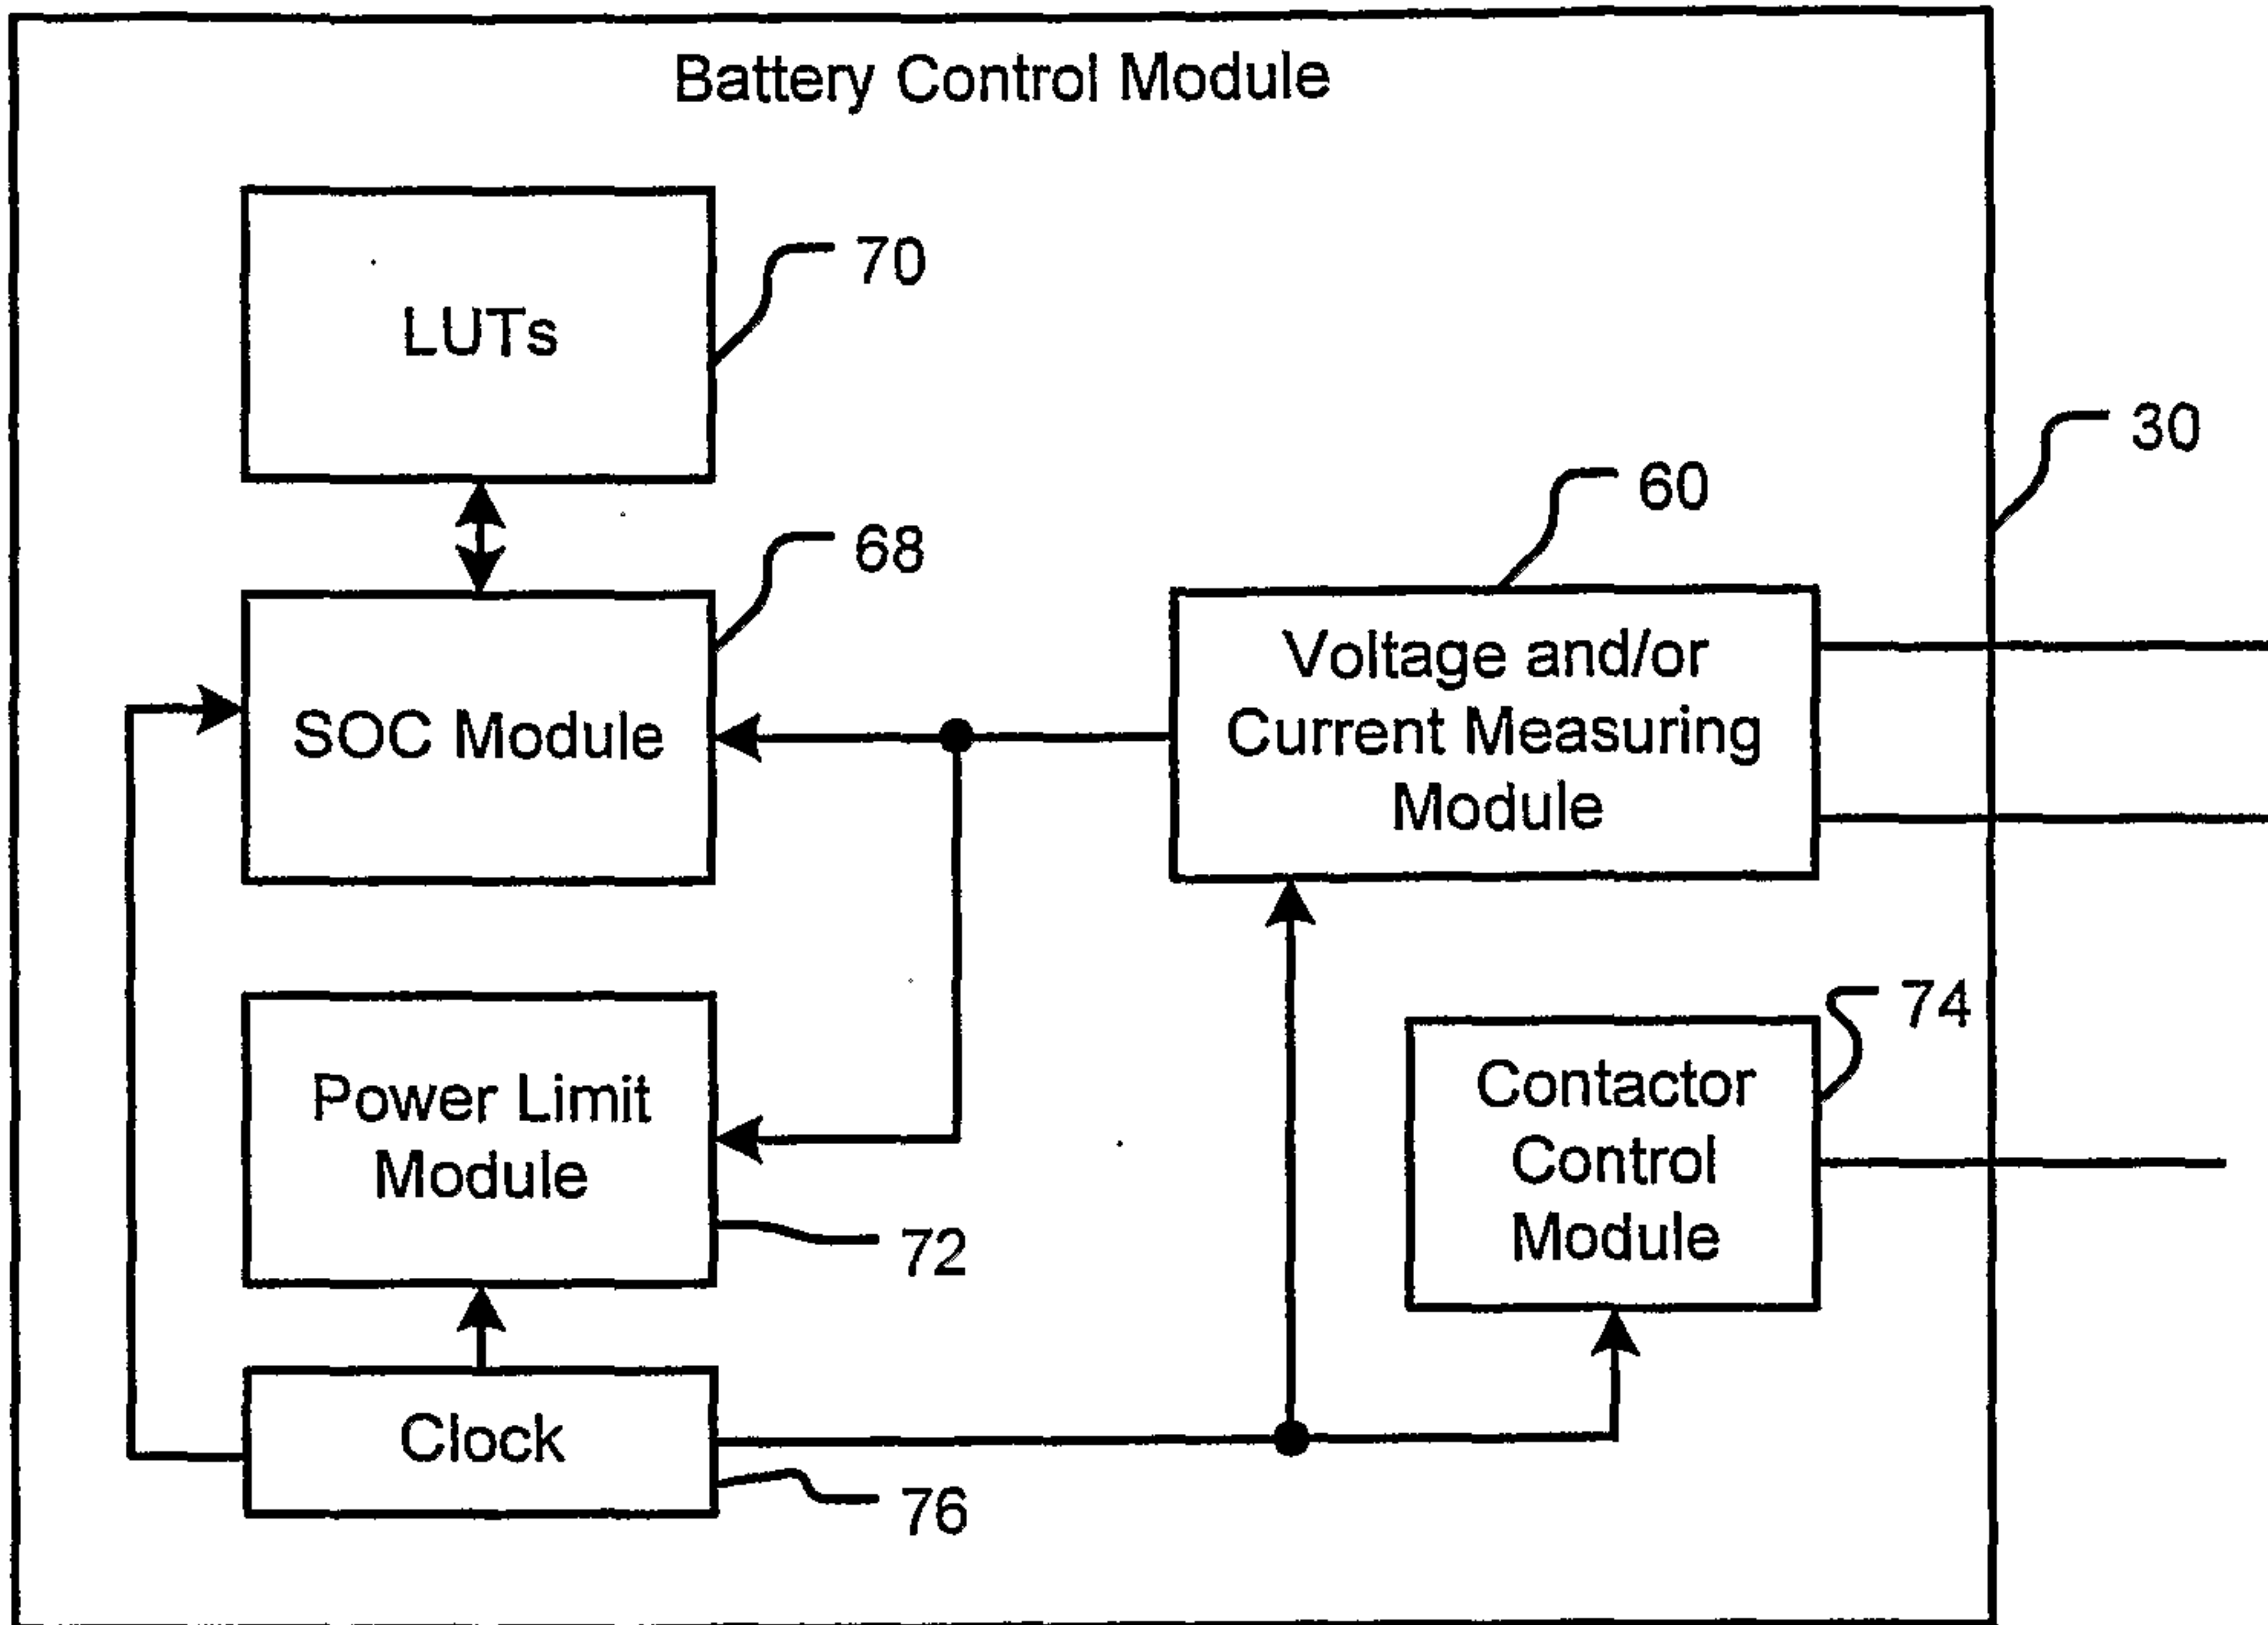 Battery Control Module
70
LUTs
30
60
68
Voltage and/or
Current Measuring
Module
SOC Module
74
Contactor
Control
Module
Power Limit
Module
72
Clock
76